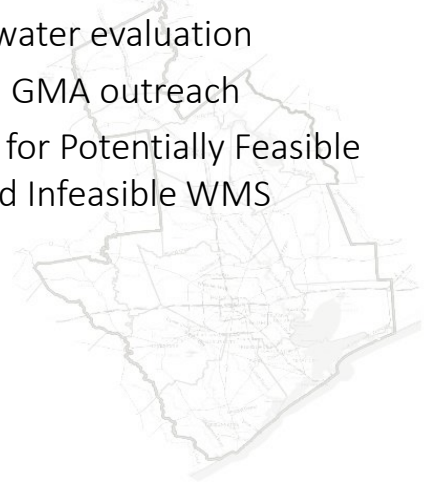 water evaluation
GMA outreach
for Potentially Feasible
d Infeasible WMS